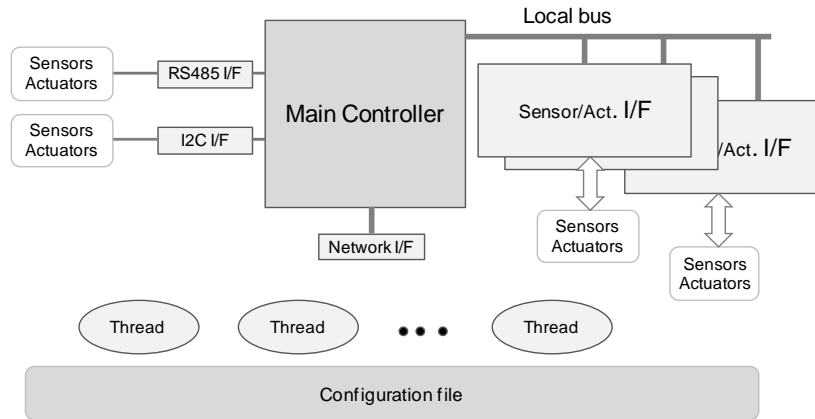 Local bus
Sensors
Actuators
RS485 I/F
Main Controller
Sensor/Act. I/F
Sensors
Actuators
I2C I/F
/Act. I/F
Network I/F
Sensors
Actuators
Sensors
Actuators
Thread
Thread
•••
Thread
Configuration file